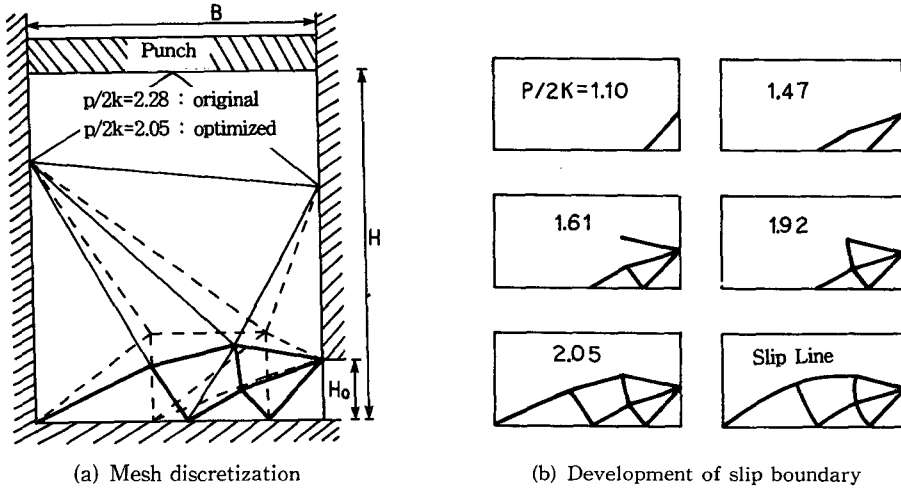 B
Punch
p/2k=2.28 : original
p/2k=2.05 : optimized
H
Ho
(a) Mesh discretization
P/2K=1.10
1.47
1.61
1.92
2.05
Slip Line
(b) Development of slip boundary